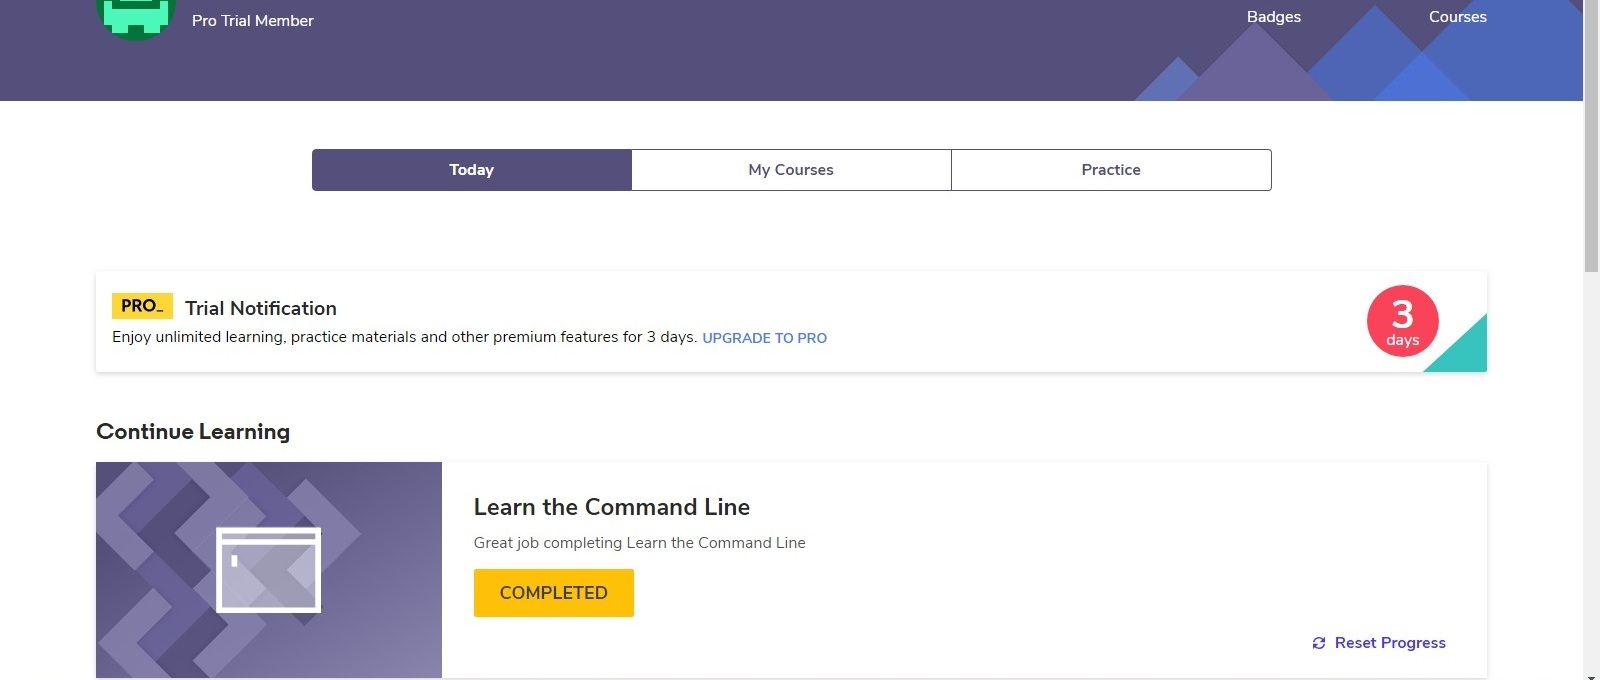 Pro Trial Member
Badges
Courses
Today
My Courses
Practice
PRO_ Trial Notification
Enjoy unlimited learning, practice materials and other premium features for 3 days. UPGRADE TO PRO
3
days
Continue Learning
Learn the Command Line
Great job completing Learn the Command Line
COMPLETED
Reset Progress